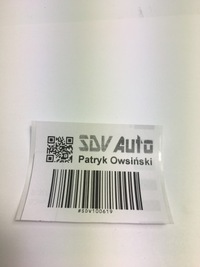 SDV Auto
Patryk Owsiński
#SDV100619